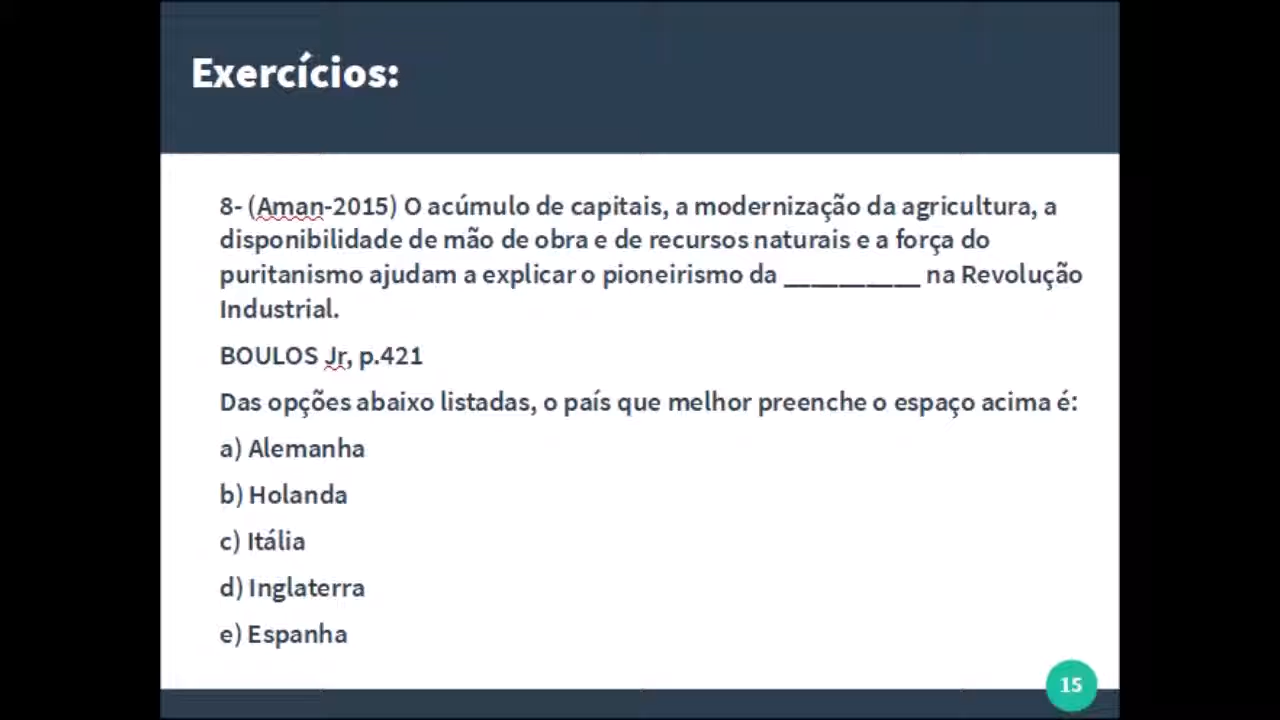 Exercícios:
8- (Aman-2015) O acúmulo de capitais, a modernização da agricultura, a
disponibilidade de mão de obra e de recursos naturais e a força do
puritanismo ajudam a explicar o pioneirismo da __________ na Revolução
Industrial.
BOULOS Jr, p.421
Das opções abaixo listadas, o país que melhor preenche o espaço acima é:
a) Alemanha
b) Holanda
c) Itália
d) Inglaterra
e) Espanha
15